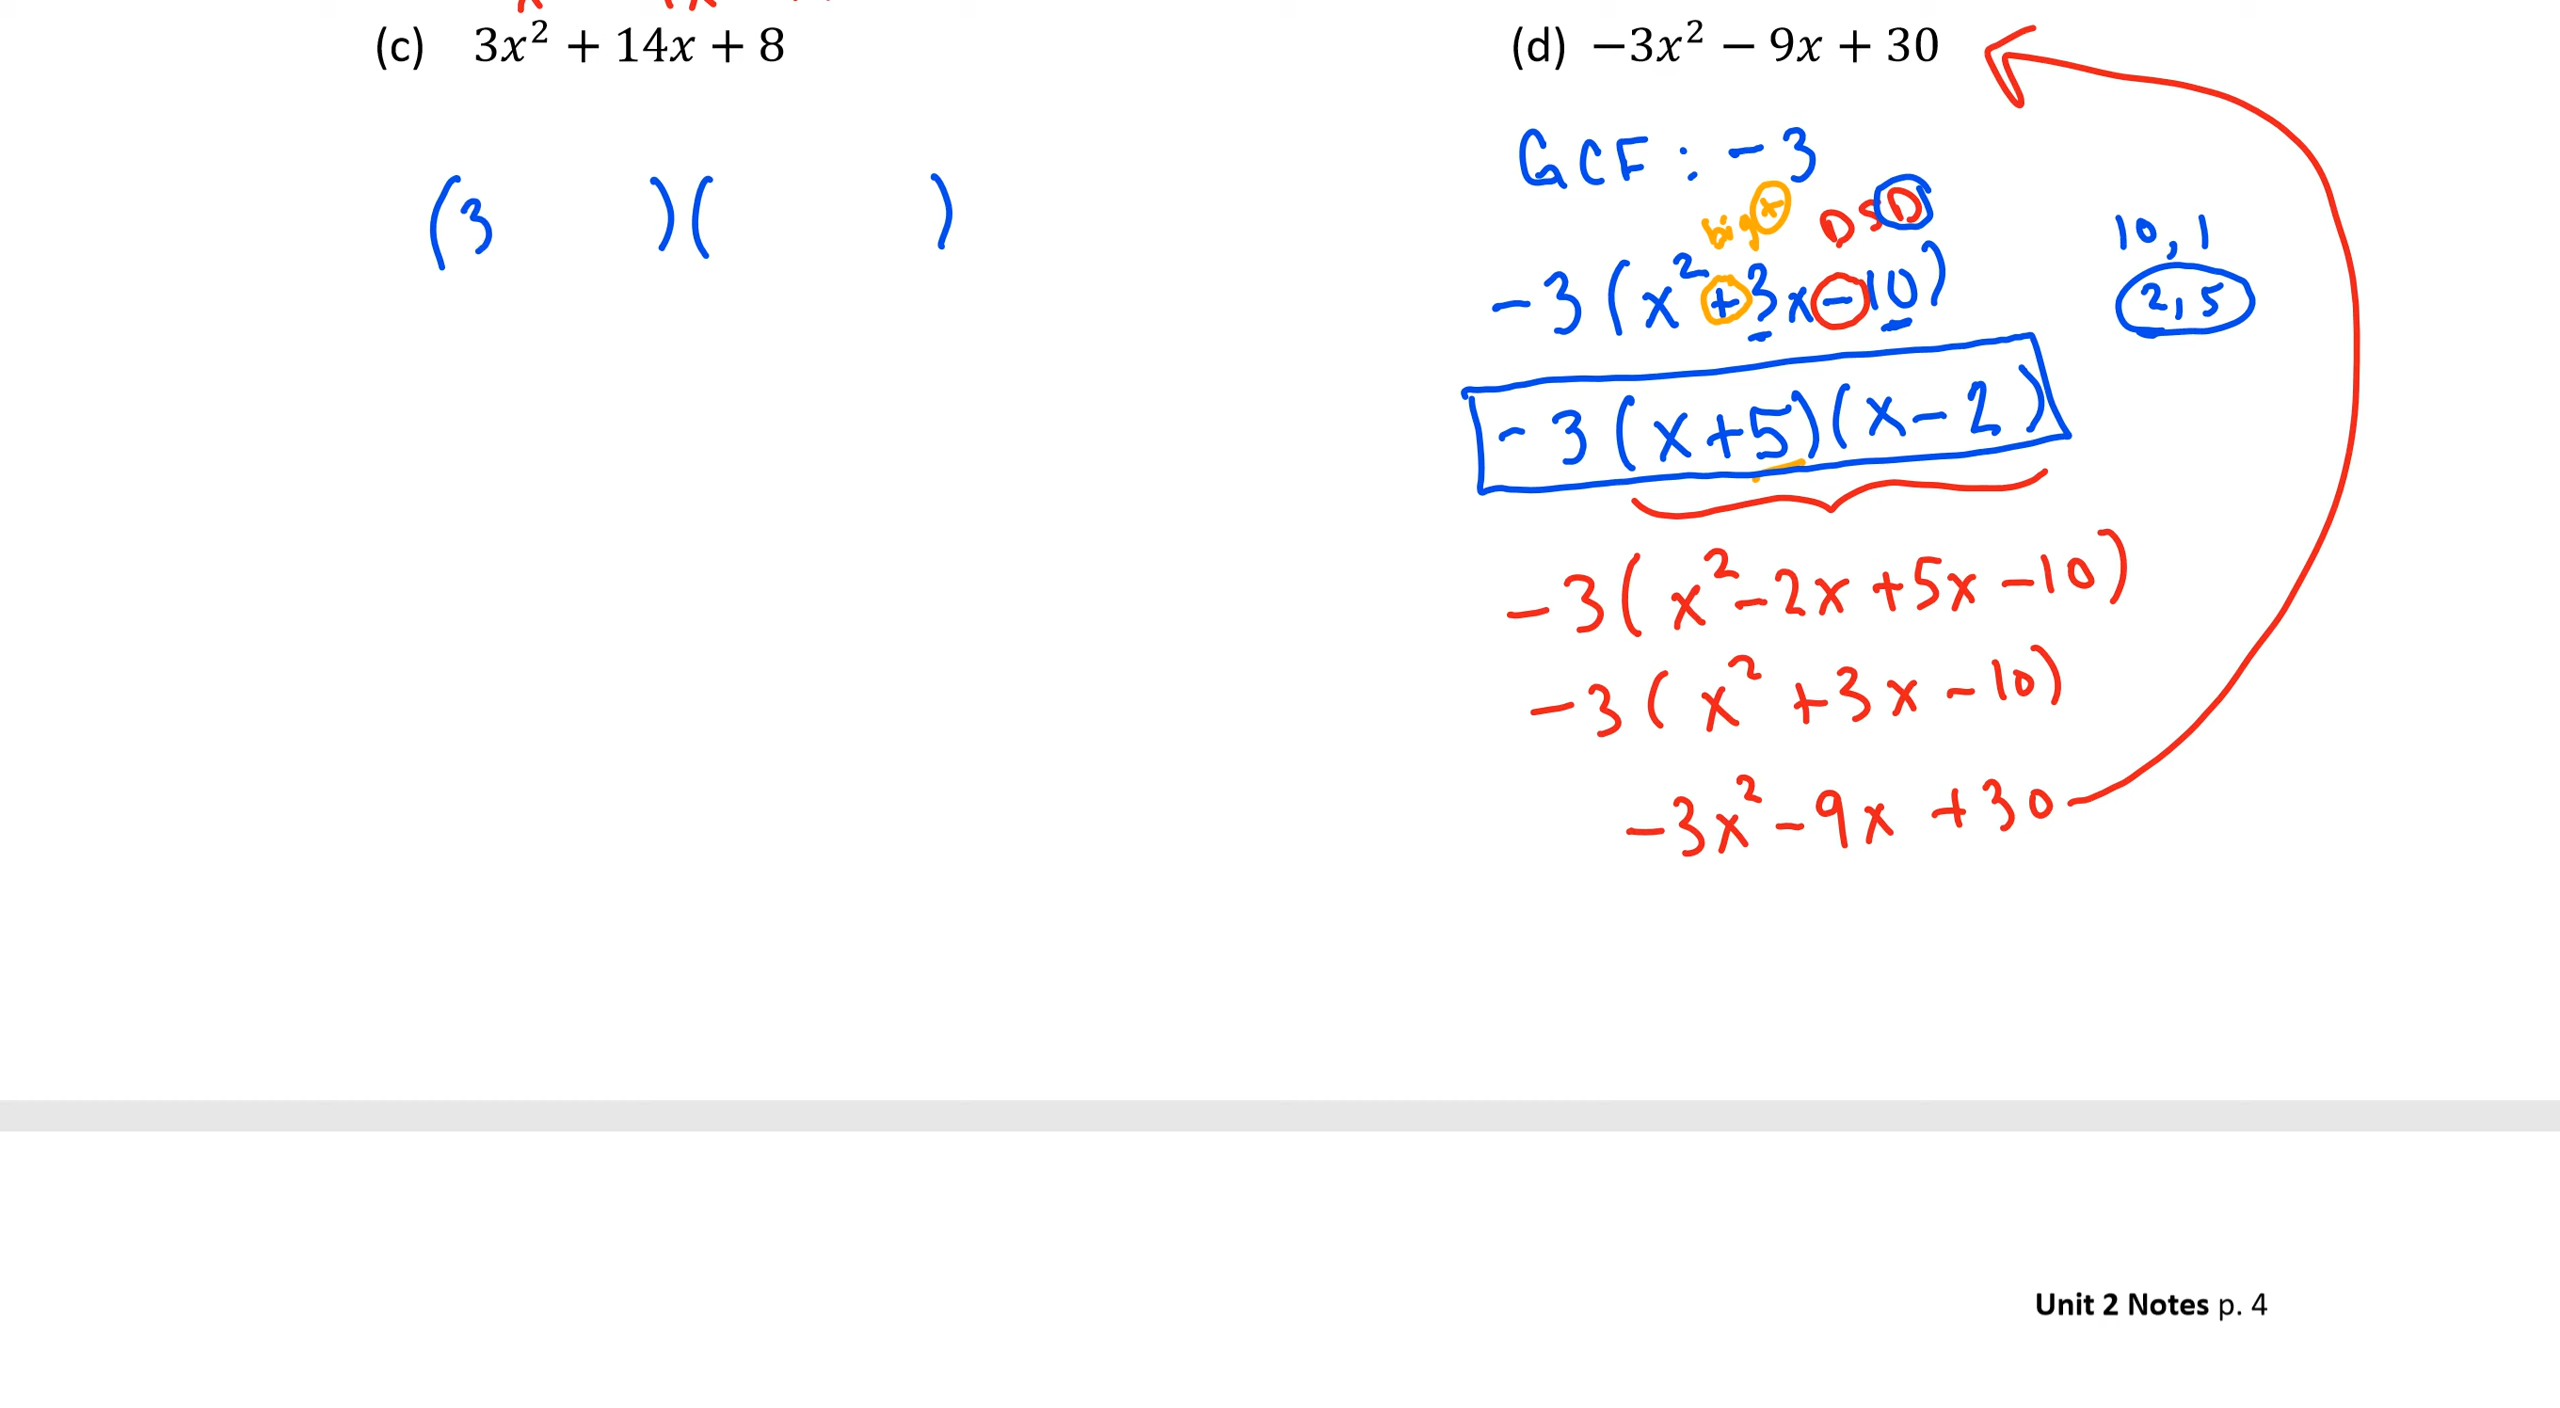 (c) 3x² + 14x + 8
(3 )( )
(d) −3x² − 9x + 30
GCF : -3
big x DSD
-3(x²+3x-10)
10, 1
2, 5
-3(x+5)(x-2)
-3(x²-2x+5x-10)
-3(x²+3x-10)
-3x²-9x+30
Unit 2 Notes p. 4